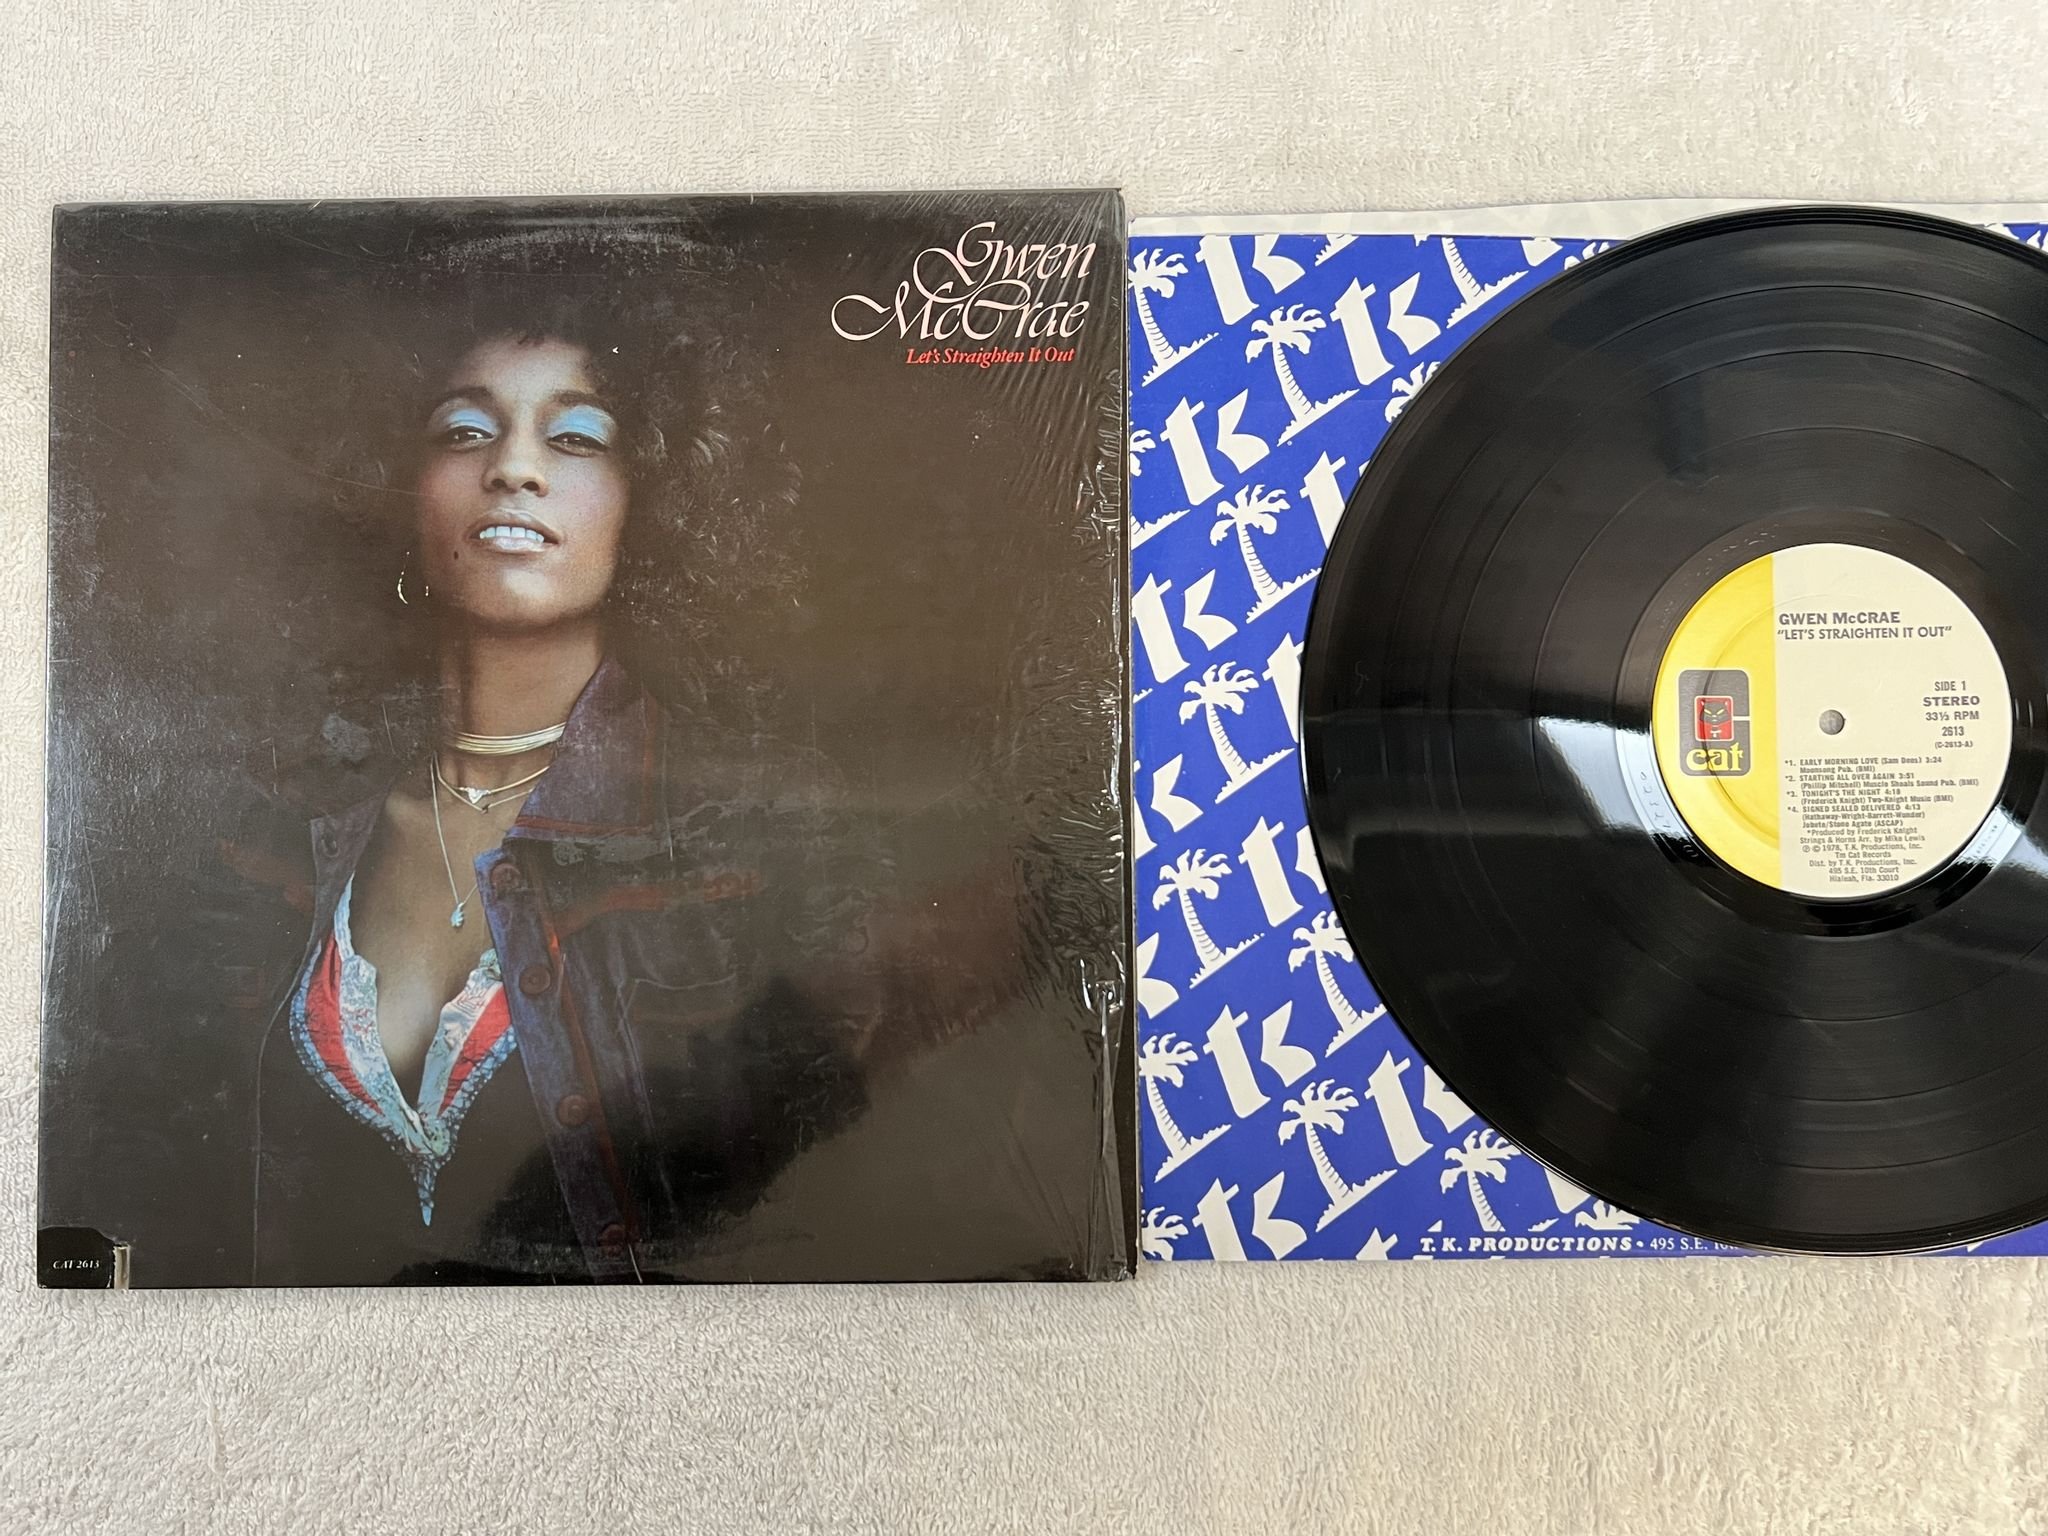 Gwen
McCrae
Let's Straighten It Out
CAT 2613
tk
T. K. PRODUCTIONS • 495 S.E.
GWEN McCRAE
"LET'S STRAIGHTEN IT OUT"
SIDE 1
STEREO
33⅓ RPM
2613
(C-2613-A)
cat
*1. EARLY MORNING LOVE (Sam Dees) 3:24
Moonsong Pub. (BMI)
*2. STARTING ALL OVER AGAIN 3:51
(Phillip Mitchell) Muscle Shoals Sound Pub. (BMI)
*3. TONIGHT'S THE NIGHT 4:18
(Frederick Knight) Two-Knight Music (BMI)
*4. SIGNED SEALED DELIVERED 4:13
(Hathaway-Wright-Barrett-Wonder)
Jobete/Stone Agate (ASCAP)
*Produced by Frederick Knight
Strings & Horns Arr. by Mike Lewis
℗ © 1978, T.K. Productions, Inc.
Tm Cat Records
Dist. by T.K. Productions, Inc.
495 S.E. 10th Court
Hialeah, Fla. 33010